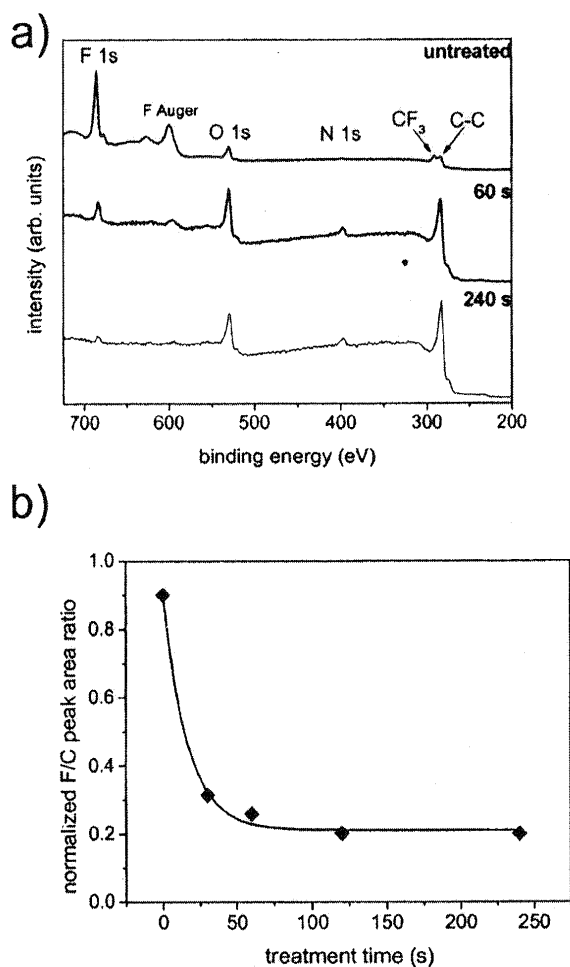 a)
untreated
F 1s
F Auger
O 1s
N 1s
CF3
C-C
60 s
240 s
intensity (arb. units)
700 600 500 400 300 200
binding energy (eV)
b)
1.0
0.8
0.6
0.4
0.2
0.0
normalized F/C peak area ratio
0 50 100 150 200 250
treatment time (s)